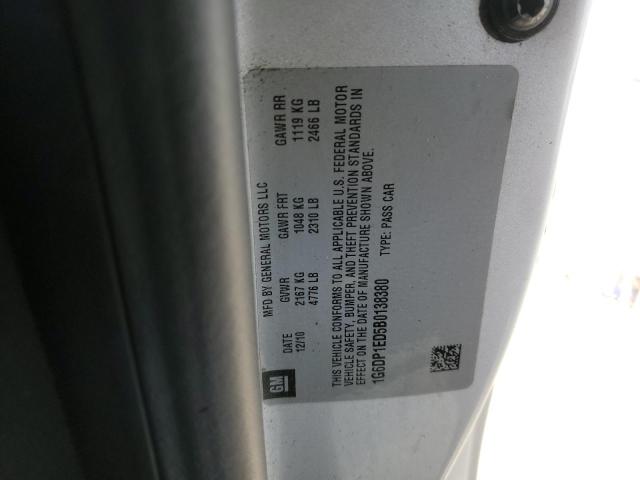 MFD BY GENERAL MOTORS LLC
DATE GVWR GAWR FRT GAWR RR
12/10 2167 KG 1048 KG 1119 KG
4776 LB 2310 LB 2466 LB
THIS VEHICLE CONFORMS TO ALL APPLICABLE U.S. FEDERAL MOTOR
VEHICLE SAFETY, BUMPER, AND THEFT PREVENTION STANDARDS IN
EFFECT ON THE DATE OF MANUFACTURE SHOWN ABOVE.
1G6DP1ED5B0138380 TYPE: PASS CAR
GM